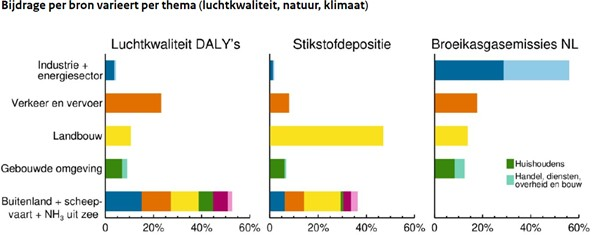 Bijdrage per bron varieert per thema (luchtkwaliteit, natuur, klimaat)
Luchtkwaliteit DALY's
Stikstofdepositie
Broeikasgasemissies NL
Industrie +
energiesector
Verkeer en vervoer
Landbouw
Gebouwde omgeving
Huishoudens
Handel, diensten,
overheid en bouw
Buitenland + scheep-
vaart + NH₃ uit zee
0 20% 40% 60%
0 20% 40% 60%
0 20% 40% 60%